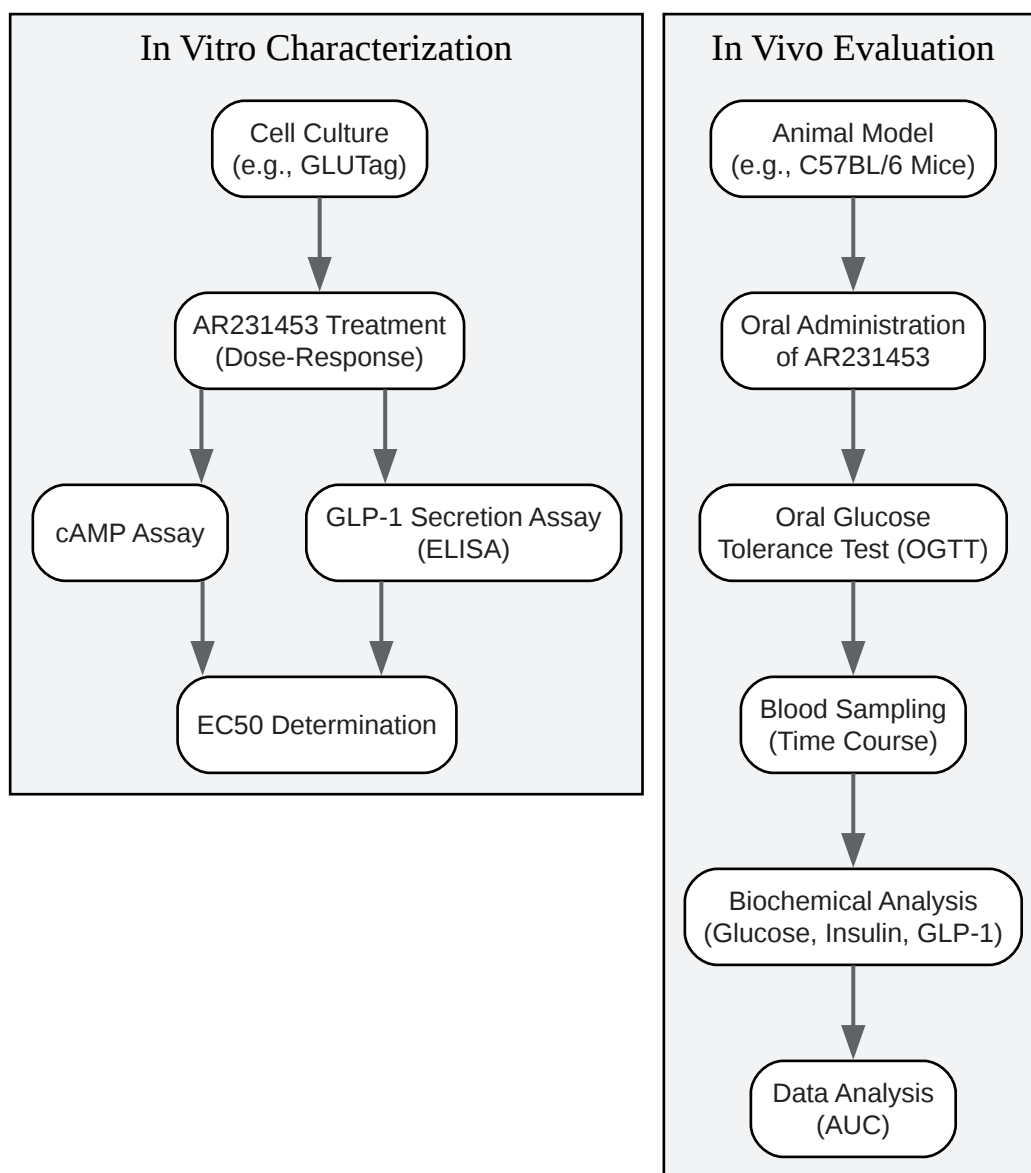 In Vitro Characterization
Cell Culture
(e.g., GLUTag)
AR231453 Treatment
(Dose-Response)
cAMP Assay
GLP-1 Secretion Assay
(ELISA)
EC50 Determination
In Vivo Evaluation
Animal Model
(e.g., C57BL/6 Mice)
Oral Administration
of AR231453
Oral Glucose
Tolerance Test (OGTT)
Blood Sampling
(Time Course)
Biochemical Analysis
(Glucose, Insulin, GLP-1)
Data Analysis
(AUC)